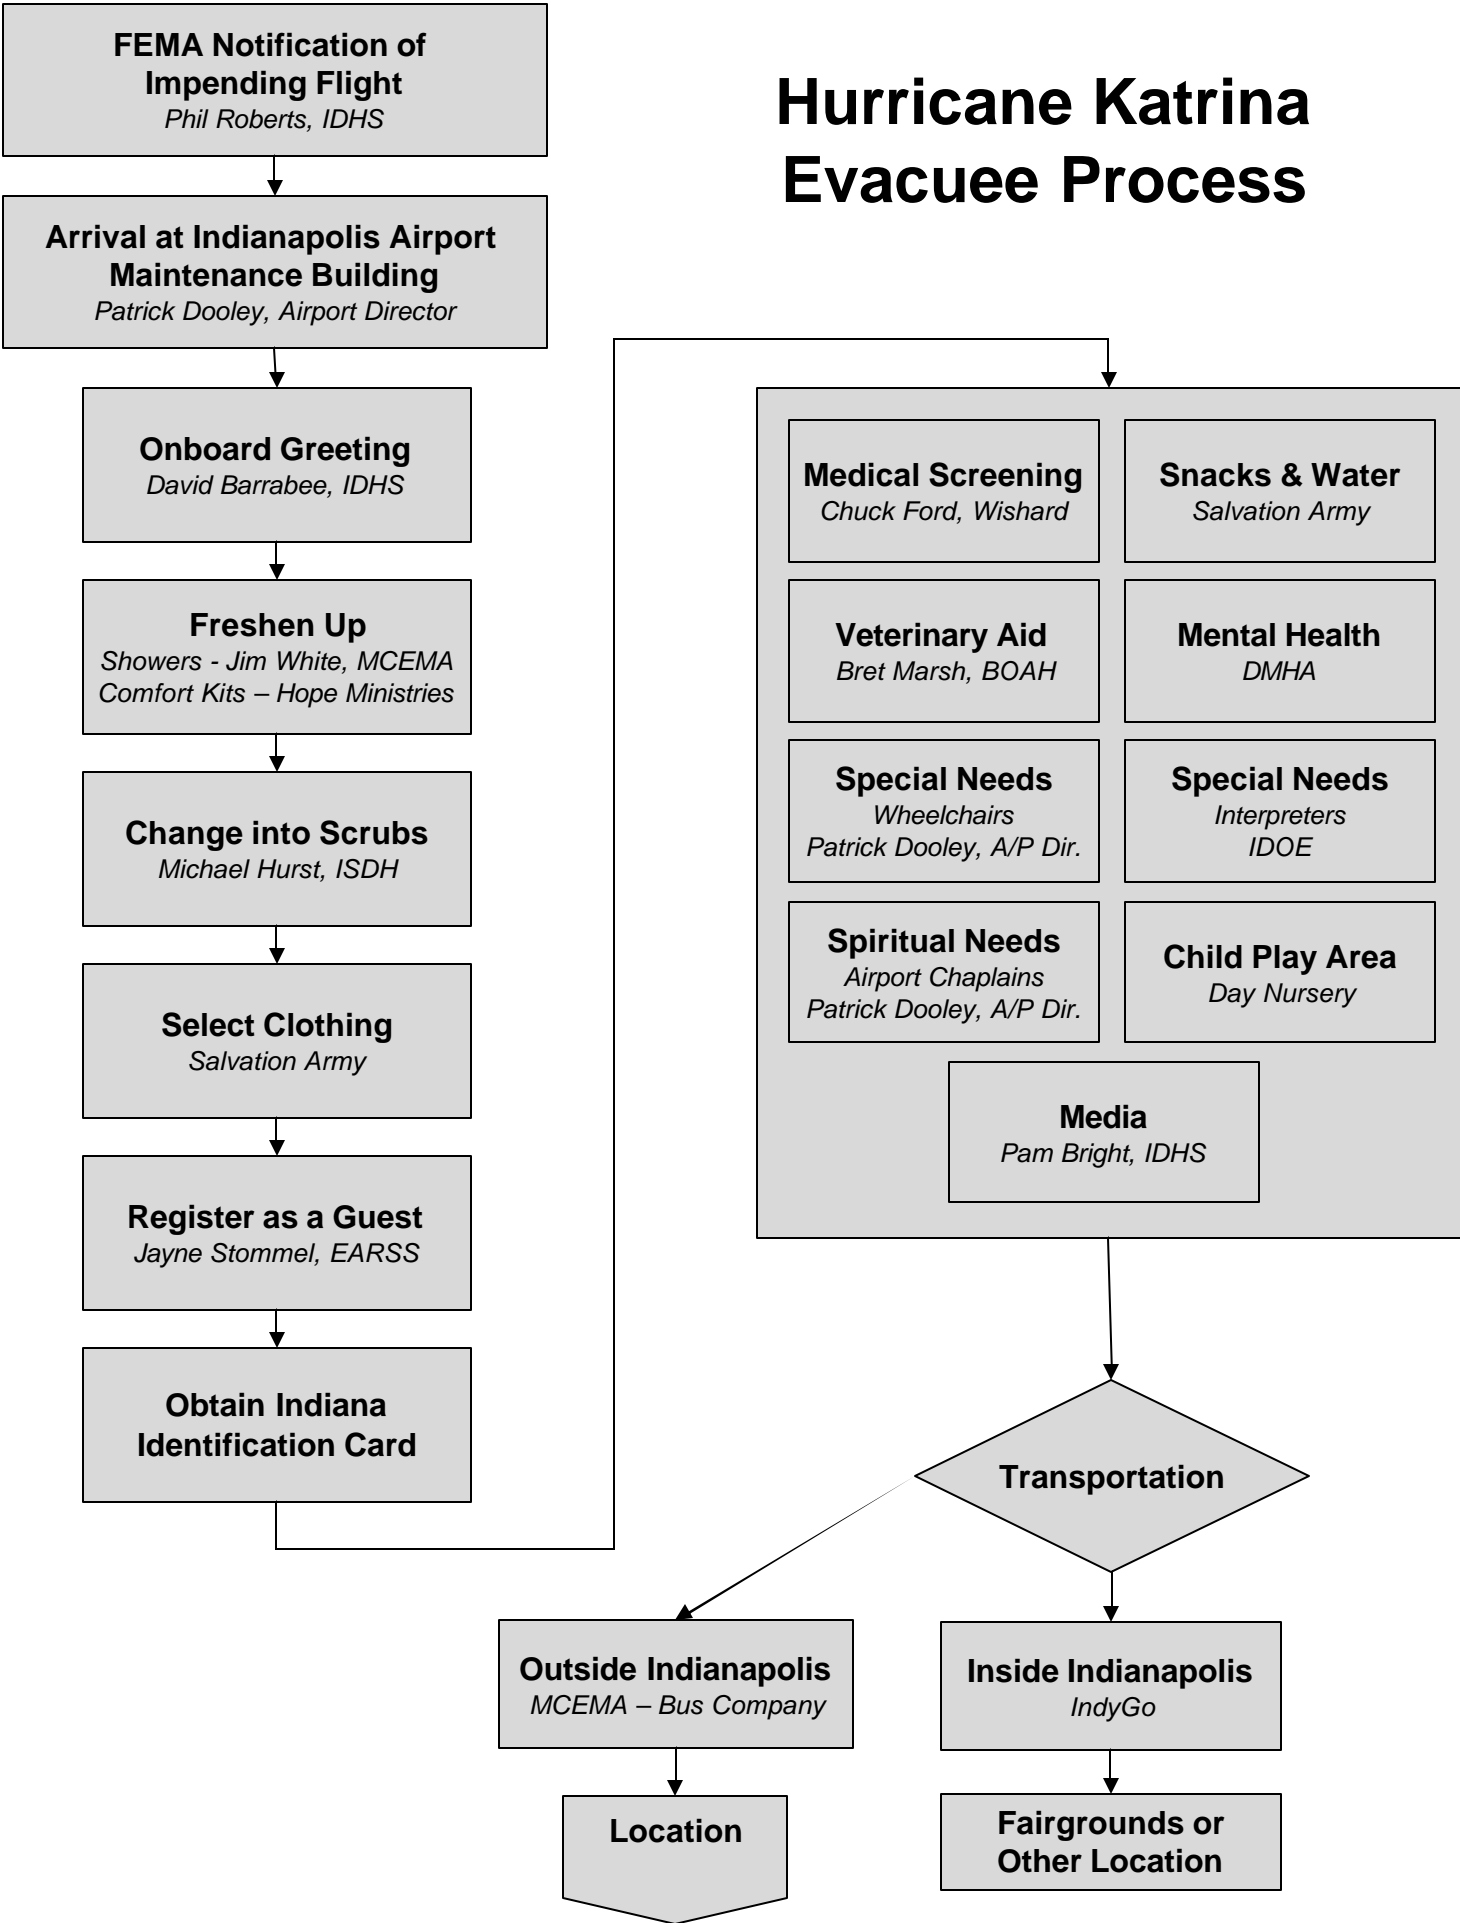 Hurricane Katrina
Evacuee Process
FEMA Notification of
Impending Flight
Phil Roberts, IDHS
Arrival at Indianapolis Airport
Maintenance Building
Patrick Dooley, Airport Director
Onboard Greeting
David Barrabee, IDHS
Freshen Up
Showers - Jim White, MCEMA
Comfort Kits – Hope Ministries
Change into Scrubs
Michael Hurst, ISDH
Select Clothing
Salvation Army
Register as a Guest
Jayne Stommel, EARSS
Obtain Indiana
Identification Card
Medical Screening
Chuck Ford, Wishard
Snacks & Water
Salvation Army
Veterinary Aid
Bret Marsh, BOAH
Mental Health
DMHA
Special Needs
Wheelchairs
Patrick Dooley, A/P Dir.
Special Needs
Interpreters
IDOE
Spiritual Needs
Airport Chaplains
Patrick Dooley, A/P Dir.
Child Play Area
Day Nursery
Media
Pam Bright, IDHS
Transportation
Outside Indianapolis
MCEMA – Bus Company
Location
Inside Indianapolis
IndyGo
Fairgrounds or
Other Location